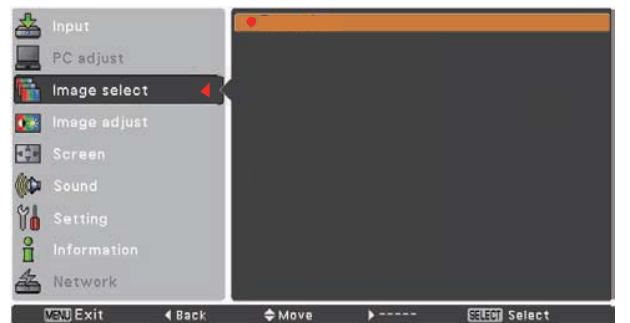 Input
PC adjust
Image select
Image adjust
Screen
Sound
Setting
Information
Network
MENU Exit Back Move ----- SELECT Select